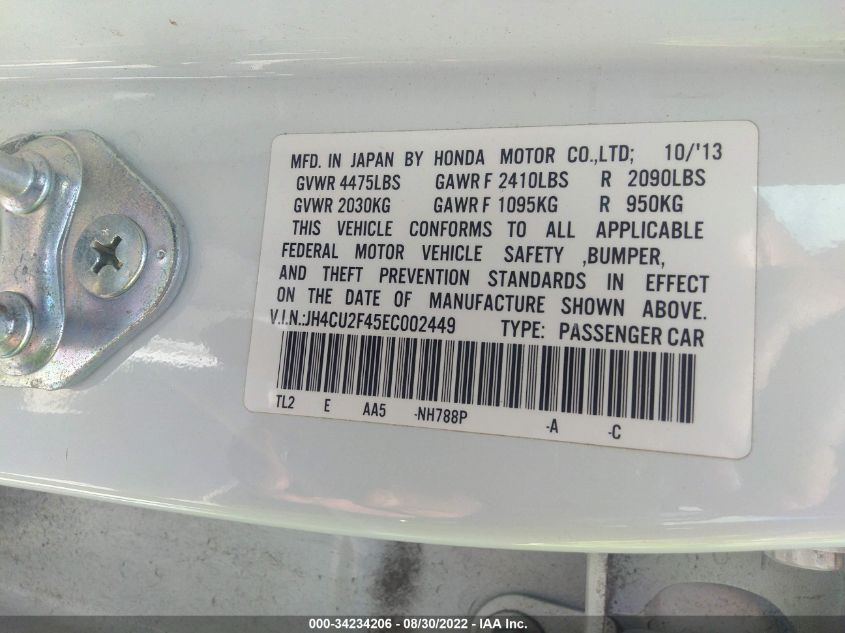 MFD. IN JAPAN BY HONDA MOTOR CO.,LTD; 10/'13
GVWR 4475LBS GAWR F 2410LBS R 2090LBS
GVWR 2030KG GAWR F 1095KG R 950KG
THIS VEHICLE CONFORMS TO ALL APPLICABLE
FEDERAL MOTOR VEHICLE SAFETY ,BUMPER,
AND THEFT PREVENTION STANDARDS IN EFFECT
ON THE DATE OF MANUFACTURE SHOWN ABOVE.
V.I.N.:JH4CU2F45EC002449 TYPE: PASSENGER CAR
TL2 E AA5 -NH788P -A -C
000-34234206 - 08/30/2022 - IAA Inc.